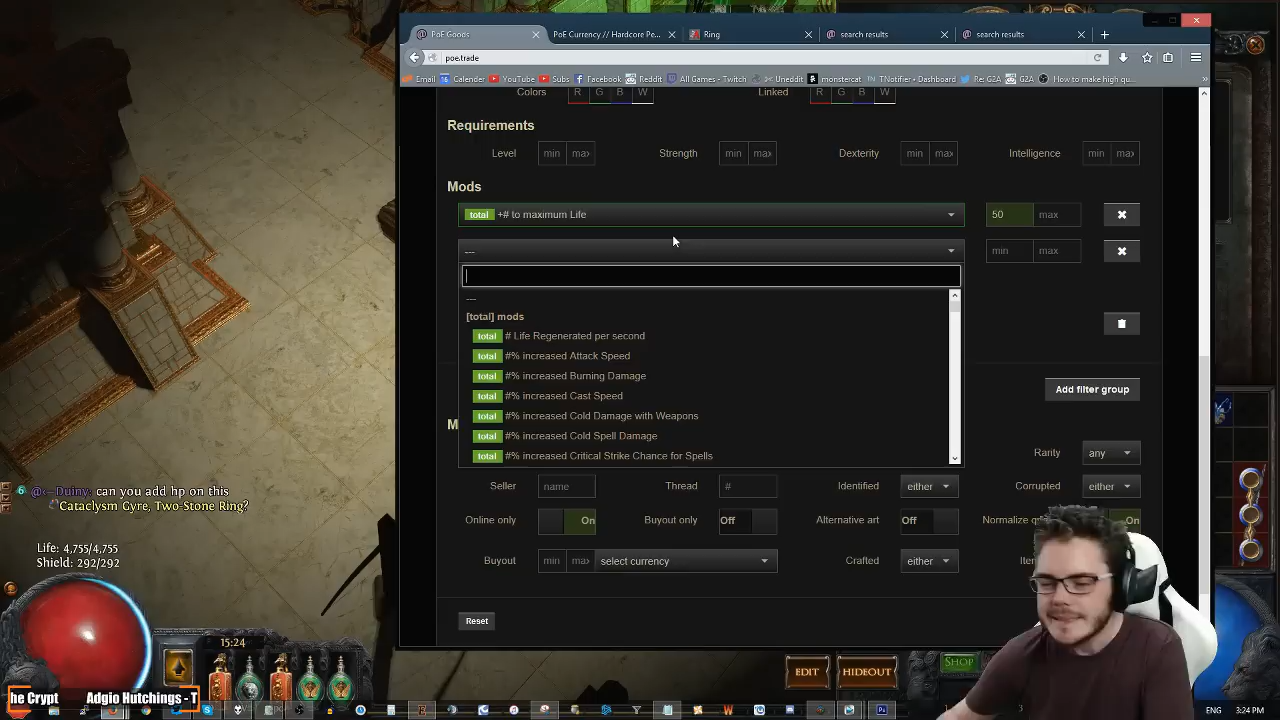 PoE Goods
PoE Currency // Hardcore Pe...
Ring
search results
search results
poe.trade
Email
Calender
YouTube
Subs
Facebook
Reddit
All Games - Twitch
Uneddit
monstercat
TNotifier • Dashboard
Re: G2A
G2A
How to make high qu...
Colors R G B W Linked R G B W
Requirements
Level min max Strength min max Dexterity min max Intelligence min max
Mods
total +# to maximum Life 50 max
--- min max
---
[total] mods
total # Life Regenerated per second
total #% increased Attack Speed
total #% increased Burning Damage
total #% increased Cast Speed
total #% increased Cold Damage with Weapons
total #% increased Cold Spell Damage
total #% increased Critical Strike Chance for Spells
Add filter group
M
Rarity any
Seller name Thread # Identified either Corrupted either
Online only On Buyout only Off Alternative art Off Normalize q On
Buyout min max select currency Crafted either
Reset
6 @ Duiny: can you add hp on this
Cataclysm Gyre, Two-Stone Ring?
Life: 4,755/4,755
Shield: 292/292
15:24
he Crypt Adgio Hutchings - T
EDIT
HIDEOUT
SHOP
ENG 3:24 PM